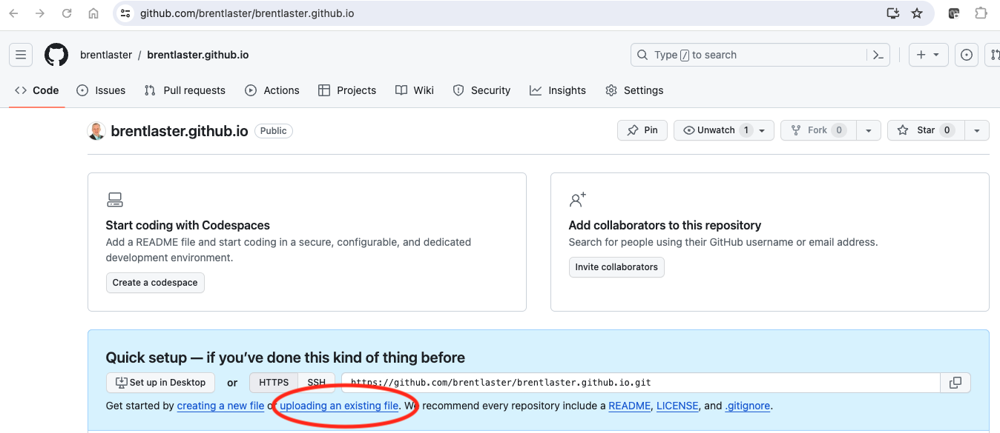 github.com/brentlaster/brentlaster.github.io
brentlaster / brentlaster.github.io
Type / to search
Code Issues Pull requests Actions Projects Wiki Security Insights Settings
brentlaster.github.io Public
Pin Unwatch 1 Fork 0 Star 0
Start coding with Codespaces
Add a README file and start coding in a secure, configurable, and dedicated
development environment.
Create a codespace
Add collaborators to this repository
Search for people using their GitHub username or email address.
Invite collaborators
Quick setup — if you’ve done this kind of thing before
Set up in Desktop or HTTPS SSH https://github.com/brentlaster/brentlaster.github.io.git
Get started by creating a new file or uploading an existing file. We recommend every repository include a README, LICENSE, and .gitignore.